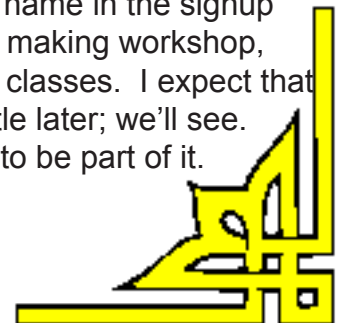 name in the signup
making workshop,
classes. I expect that
tle later; we'll see.
to be part of it.